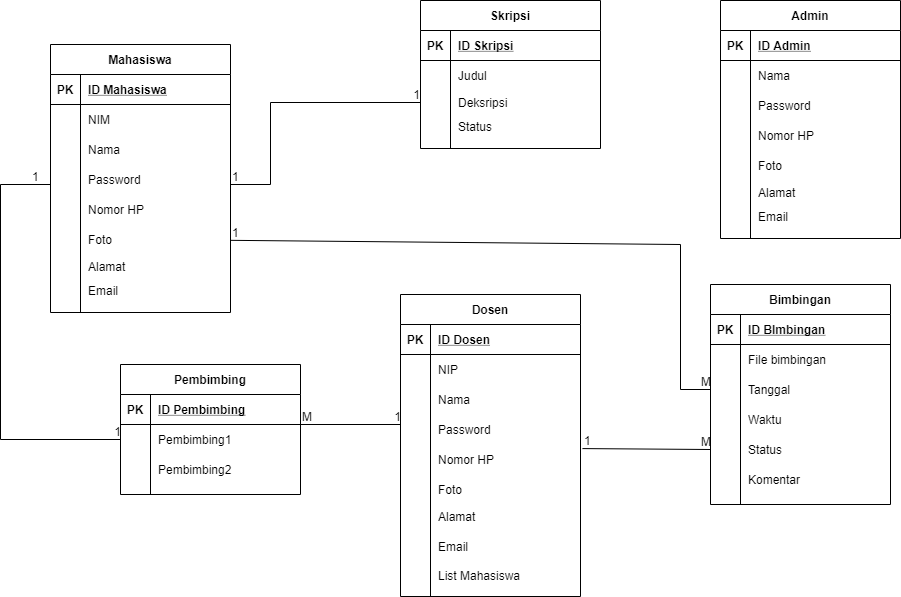 Skripsi
PK ID Skripsi
Judul
Deksripsi
Status
Admin
PK ID Admin
Nama
Password
Nomor HP
Foto
Alamat
Email
Mahasiswa
PK ID Mahasiswa
NIM
Nama
Password
Nomor HP
Foto
Alamat
Email
1
1
1
1
Bimbingan
PK ID BImbingan
File bimbingan
Tanggal
Waktu
Status
Komentar
M
M
Dosen
PK ID Dosen
NIP
Nama
Password
Nomor HP
Foto
Alamat
Email
List Mahasiswa
1
1
Pembimbing
PK ID Pembimbing
Pembimbing1
Pembimbing2
1
M